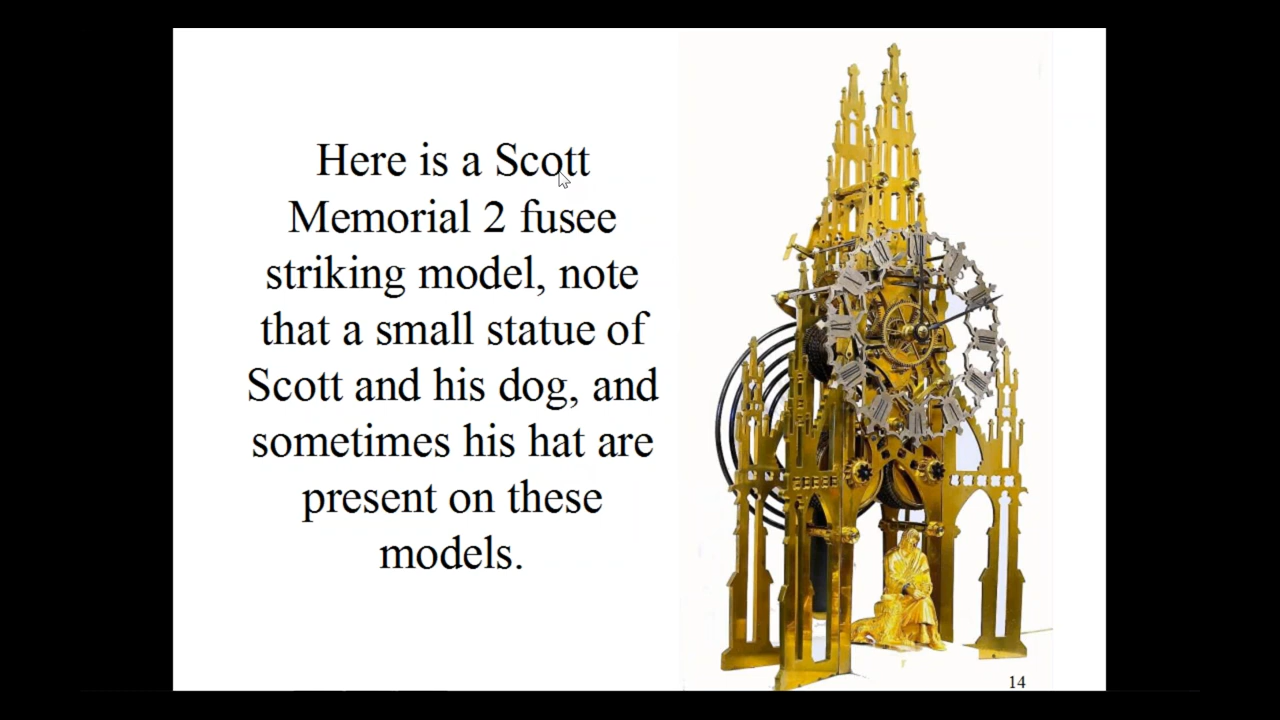 Here is a Scott
Memorial 2 fusee
striking model, note
that a small statue of
Scott and his dog, and
sometimes his hat are
present on these
models.
14